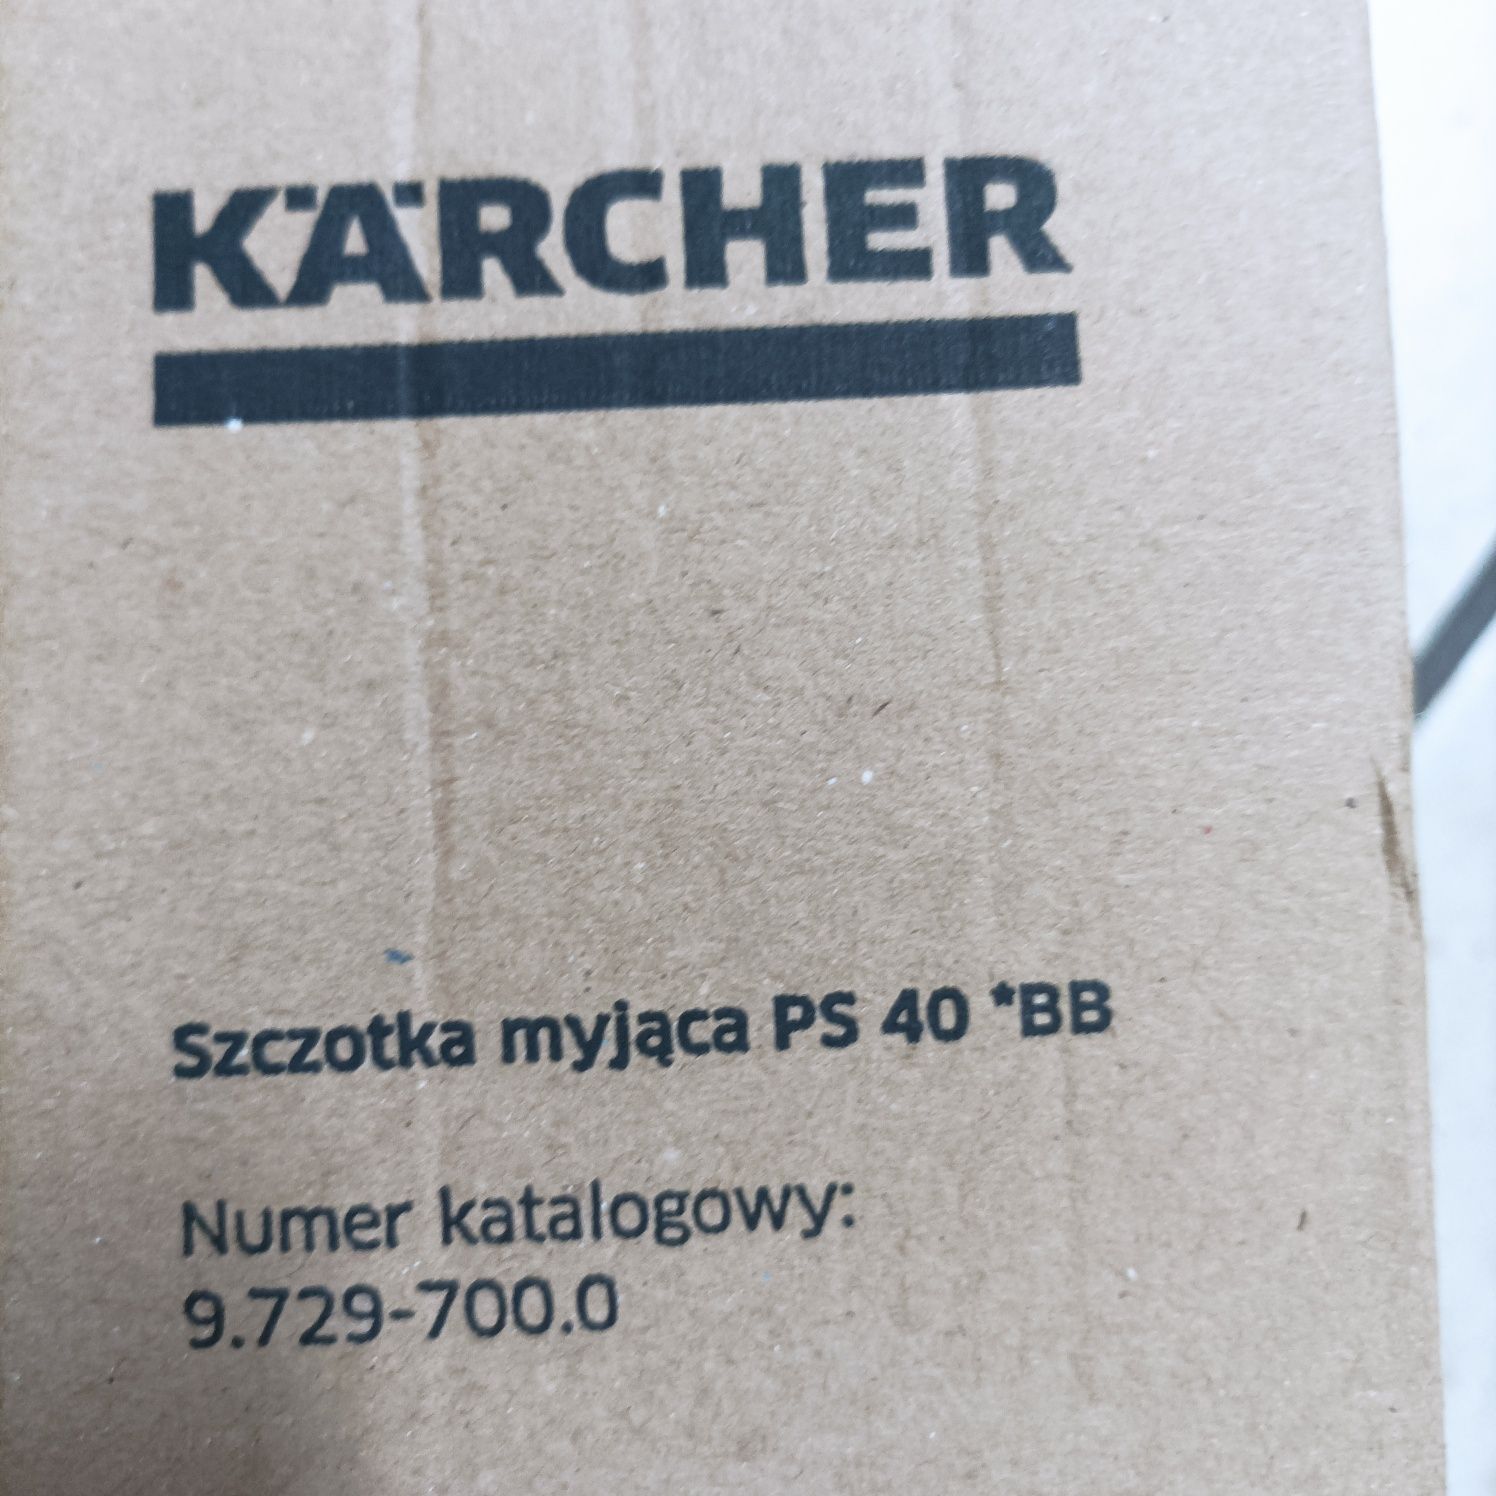 KÄRCHER
Szczotka myjąca PS 40 *BB
Numer katalogowy:
9.729-700.0